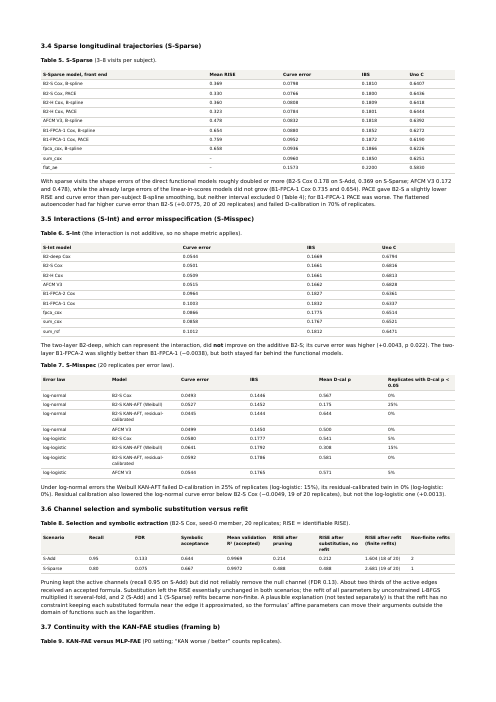 3.4 Sparse longitudinal trajectories (S-Sparse)
Table 5. S-Sparse (3–8 visits per subject).
S-Sparse model, front end Mean RISE Curve error IBS Uno C
B2-S Cox, B-spline 0.369 0.0798 0.1810 0.6407
B2-S Cox, PACE 0.330 0.0766 0.1800 0.6436
B2-H Cox, B-spline 0.360 0.0808 0.1809 0.6418
B2-H Cox, PACE 0.323 0.0784 0.1801 0.6444
AFCM V3, B-spline 0.478 0.0832 0.1818 0.6392
B1-FPCA-1 Cox, B-spline 0.654 0.0880 0.1852 0.6272
B1-FPCA-1 Cox, PACE 0.759 0.0952 0.1872 0.6190
fpca_cox, B-spline 0.658 0.0936 0.1866 0.6226
sum_cox – 0.0960 0.1850 0.6251
flat_ae – 0.1573 0.2200 0.5830
With sparse visits the shape errors of the direct functional models roughly doubled or more (B2-S Cox 0.178 on S-Add, 0.369 on S-Sparse; AFCM V3 0.172
and 0.478), while the already large errors of the linear-in-scores models did not grow (B1-FPCA-1 Cox 0.735 and 0.654). PACE gave B2-S a slightly lower
RISE and curve error than per-subject B-spline smoothing, but neither interval excluded 0 (Table 4); for B1-FPCA-1 PACE was worse. The flattened
autoencoder had far higher curve error than B2-S (+0.0775, 20 of 20 replicates) and failed D-calibration in 70% of replicates.
3.5 Interactions (S-Int) and error misspecification (S-Misspec)
Table 6. S-Int (the interaction is not additive, so no shape metric applies).
S-Int model Curve error IBS Uno C
B2-deep Cox 0.0544 0.1669 0.6794
B2-S Cox 0.0501 0.1661 0.6816
B2-H Cox 0.0509 0.1661 0.6813
AFCM V3 0.0515 0.1662 0.6828
B1-FPCA-2 Cox 0.0964 0.1827 0.6361
B1-FPCA-1 Cox 0.1003 0.1832 0.6337
fpca_cox 0.0866 0.1775 0.6514
sum_cox 0.0858 0.1767 0.6521
sum_rsf 0.1012 0.1812 0.6471
The two-layer B2-deep, which can represent the interaction, did not improve on the additive B2-S; its curve error was higher (+0.0043, p 0.022). The two-
layer B1-FPCA-2 was slightly better than B1-FPCA-1 (−0.0038), but both stayed far behind the functional models.
Table 7. S-Misspec (20 replicates per error law).
Error law Model Curve error IBS Mean D-cal p Replicates with D-cal p <
0.05
log-normal B2-S Cox 0.0493 0.1446 0.567 0%
log-normal B2-S KAN-AFT (Weibull) 0.0527 0.1452 0.175 25%
log-normal B2-S KAN-AFT, residual- 0.0445 0.1444 0.644 0%
calibrated
log-normal AFCM V3 0.0499 0.1450 0.500 0%
log-logistic B2-S Cox 0.0580 0.1777 0.541 5%
log-logistic B2-S KAN-AFT (Weibull) 0.0641 0.1792 0.308 15%
log-logistic B2-S KAN-AFT, residual- 0.0592 0.1786 0.581 0%
calibrated
log-logistic AFCM V3 0.0544 0.1765 0.571 5%
Under log-normal errors the Weibull KAN-AFT failed D-calibration in 25% of replicates (log-logistic: 15%), its residual-calibrated twin in 0% (log-logistic:
0%). Residual calibration also lowered the log-normal curve error below B2-S Cox (−0.0049, 19 of 20 replicates), but not the log-logistic one (+0.0013).
3.6 Channel selection and symbolic substitution versus refit
Table 8. Selection and symbolic extraction (B2-S Cox, seed-0 member, 20 replicates; RISE = identifiable RISE).
Scenario Recall FDR Symbolic acceptance Mean validation R² (accepted) RISE after pruning RISE after substitution, no refit RISE after refit (finite refits) Non-finite refits
S-Add 0.95 0.133 0.644 0.9969 0.214 0.212 1.604 (18 of 20) 2
S-Sparse 0.80 0.075 0.667 0.9972 0.488 0.488 2.681 (19 of 20) 1
Pruning kept the active channels (recall 0.95 on S-Add) but did not reliably remove the null channel (FDR 0.13). About two thirds of the active edges
received an accepted formula. Substitution left the RISE essentially unchanged in both scenarios; the refit of all parameters by unconstrained L-BFGS
multiplied it several-fold, and 2 (S-Add) and 1 (S-Sparse) refits became non-finite. A plausible explanation (not tested separately) is that the refit has no
constraint keeping each substituted formula near the edge it approximated, so the formulas' affine parameters can move their arguments outside the
domain of functions such as the logarithm.
3.7 Continuity with the KAN-FAE studies (framing b)
Table 9. KAN-FAE versus MLP-FAE (P0 setting; "KAN worse / better" counts replicates).